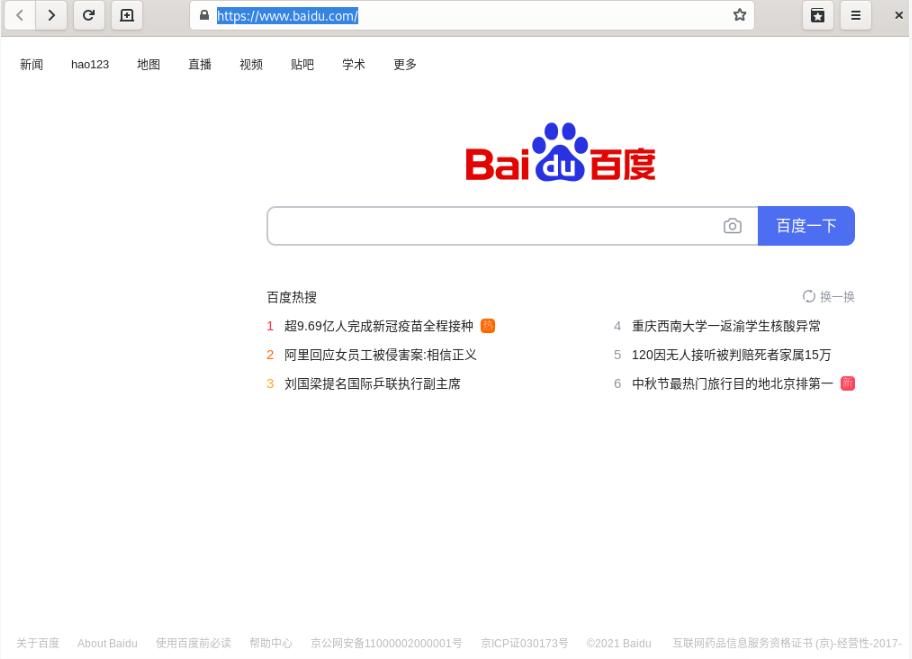 https://www.baidu.com/
新闻 hao123 地图 直播 视频 贴吧 学术 更多
Bai du 百度
百度一下
百度热搜 换一换
1 超9.69亿人完成新冠疫苗全程接种 热
4 重庆西南大学一返渝学生核酸异常
2 阿里回应女员工被侵害案:相信正义
5 120因无人接听被判赔死者家属15万
3 刘国梁提名国际乒联执行副主席
6 中秋节最热门旅行目的地北京排第一 新
关于百度 About Baidu 使用百度前必读 帮助中心 京公网安备11000002000001号 京ICP证030173号 ©2021 Baidu 互联网药品信息服务资格证书 (京)-经营性-2017-